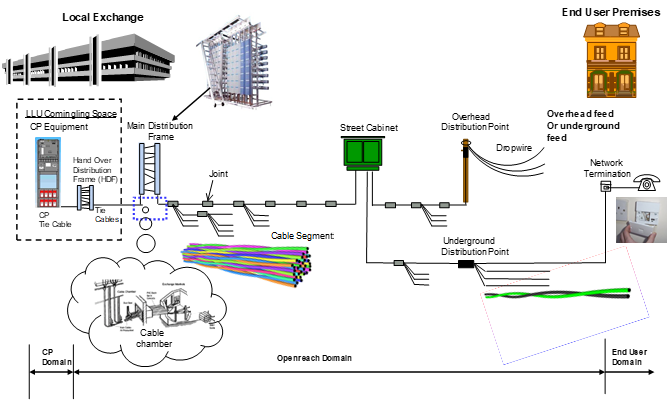 Local Exchange
End User Premises
LLU Comingling Space
CP Equipment
Main Distribution
Frame
Street Cabinet
Overhead
Distribution Point
Overhead feed
Or underground
feed
Dropwire
Hand Over
Distribution
Frame (HDF)
Joint
Network
Termination
CP
Tie Cable
Tie
Cables
Cable Segment:
Underground
Distribution Point
Cable
chamber
CP
Domain
Openreach Domain
End User
Domain